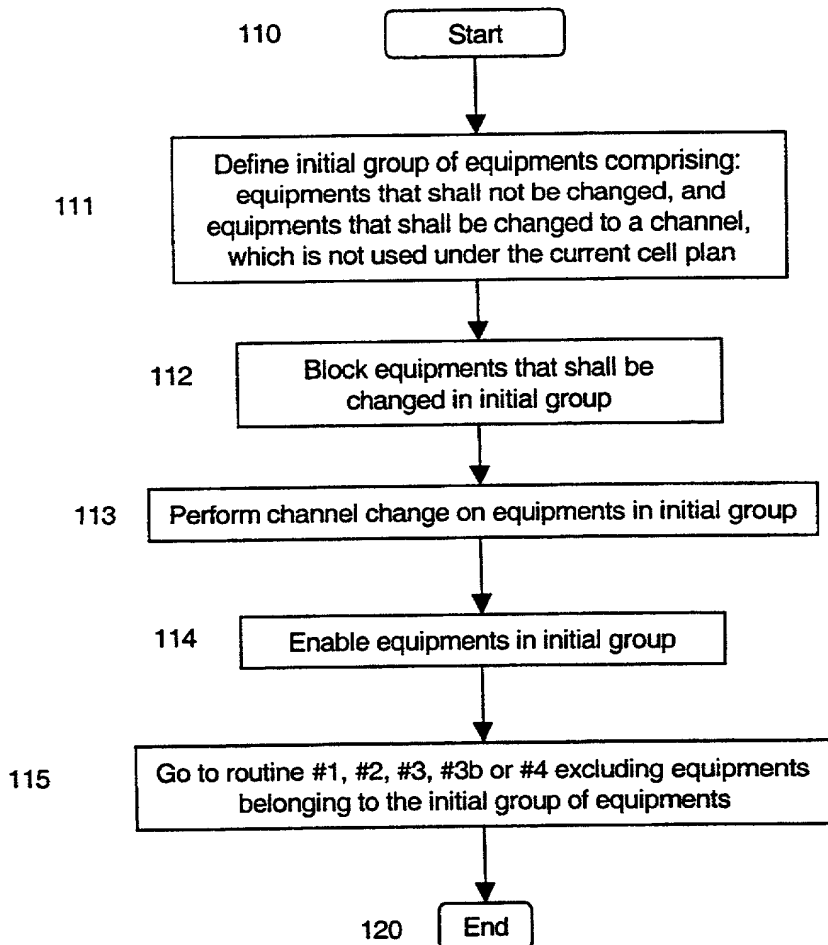 110
Start
111
Define initial group of equipments comprising:
equipments that shall not be changed, and
equipments that shall be changed to a channel,
which is not used under the current cell plan
112
Block equipments that shall be
changed in initial group
113
Perform channel change on equipments in initial group
114
Enable equipments in initial group
115
Go to routine #1, #2, #3, #3b or #4 excluding equipments
belonging to the initial group of equipments
120
End